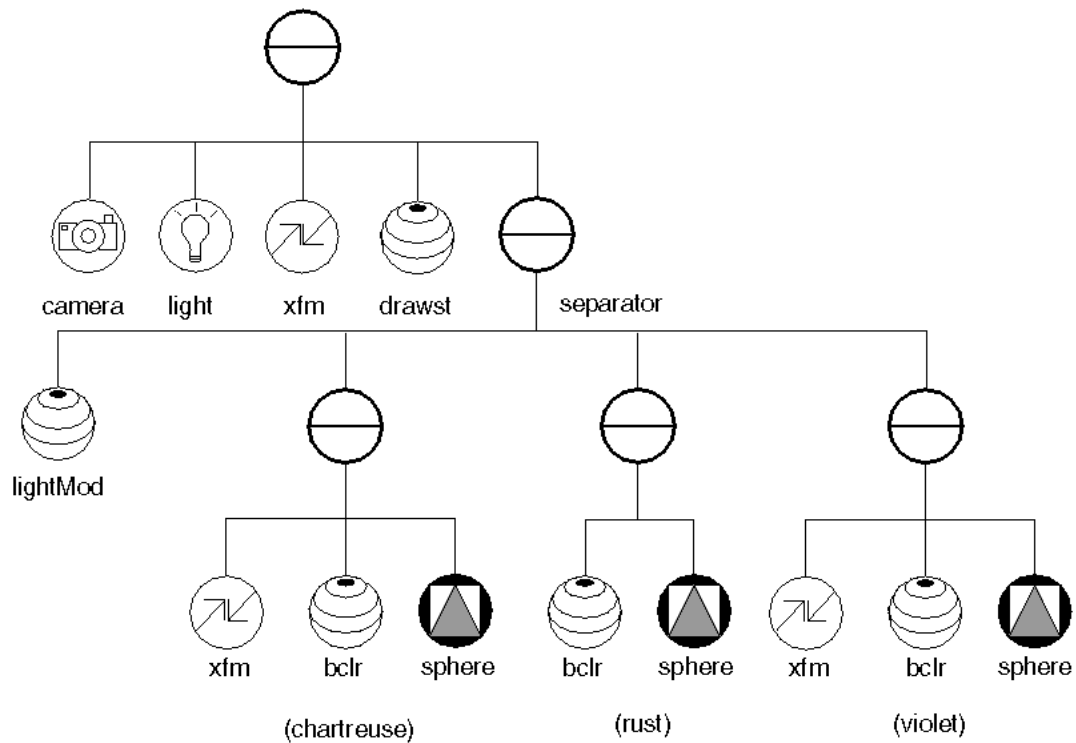 camera light xfm drawst separator
lightMod
xfm bclr sphere bclr sphere xfm bclr sphere
(chartreuse) (rust) (violet)